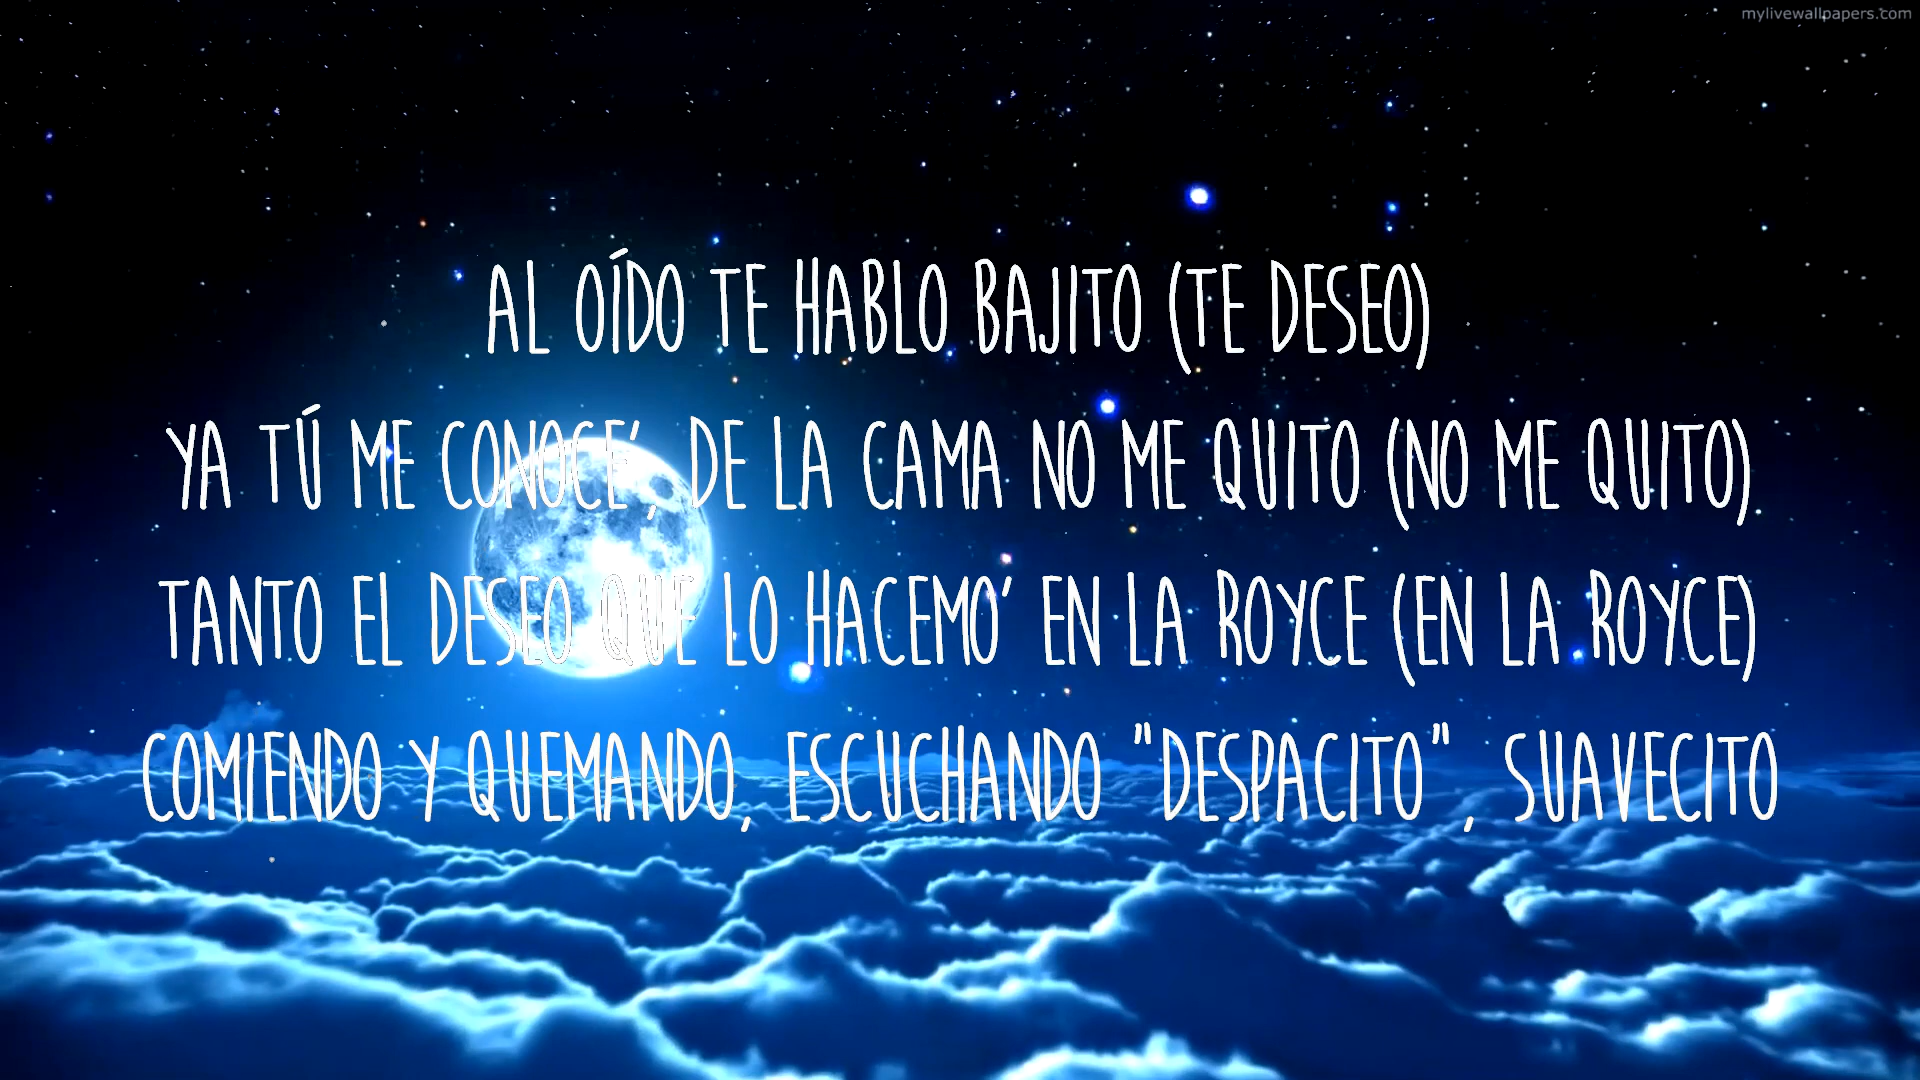 mylivewallpapers.com
AL OÍDO TE HABLO BAJITO (TE DESEO)
YA TÚ ME CONOCE', DE LA CAMA NO ME QUITO (NO ME QUITO)
TANTO EL DESEO QUE LO HACEMO' EN LA ROYCE (EN LA ROYCE)
COMIENDO Y QUEMANDO, ESCUCHANDO "DESPACITO", SUAVECITO